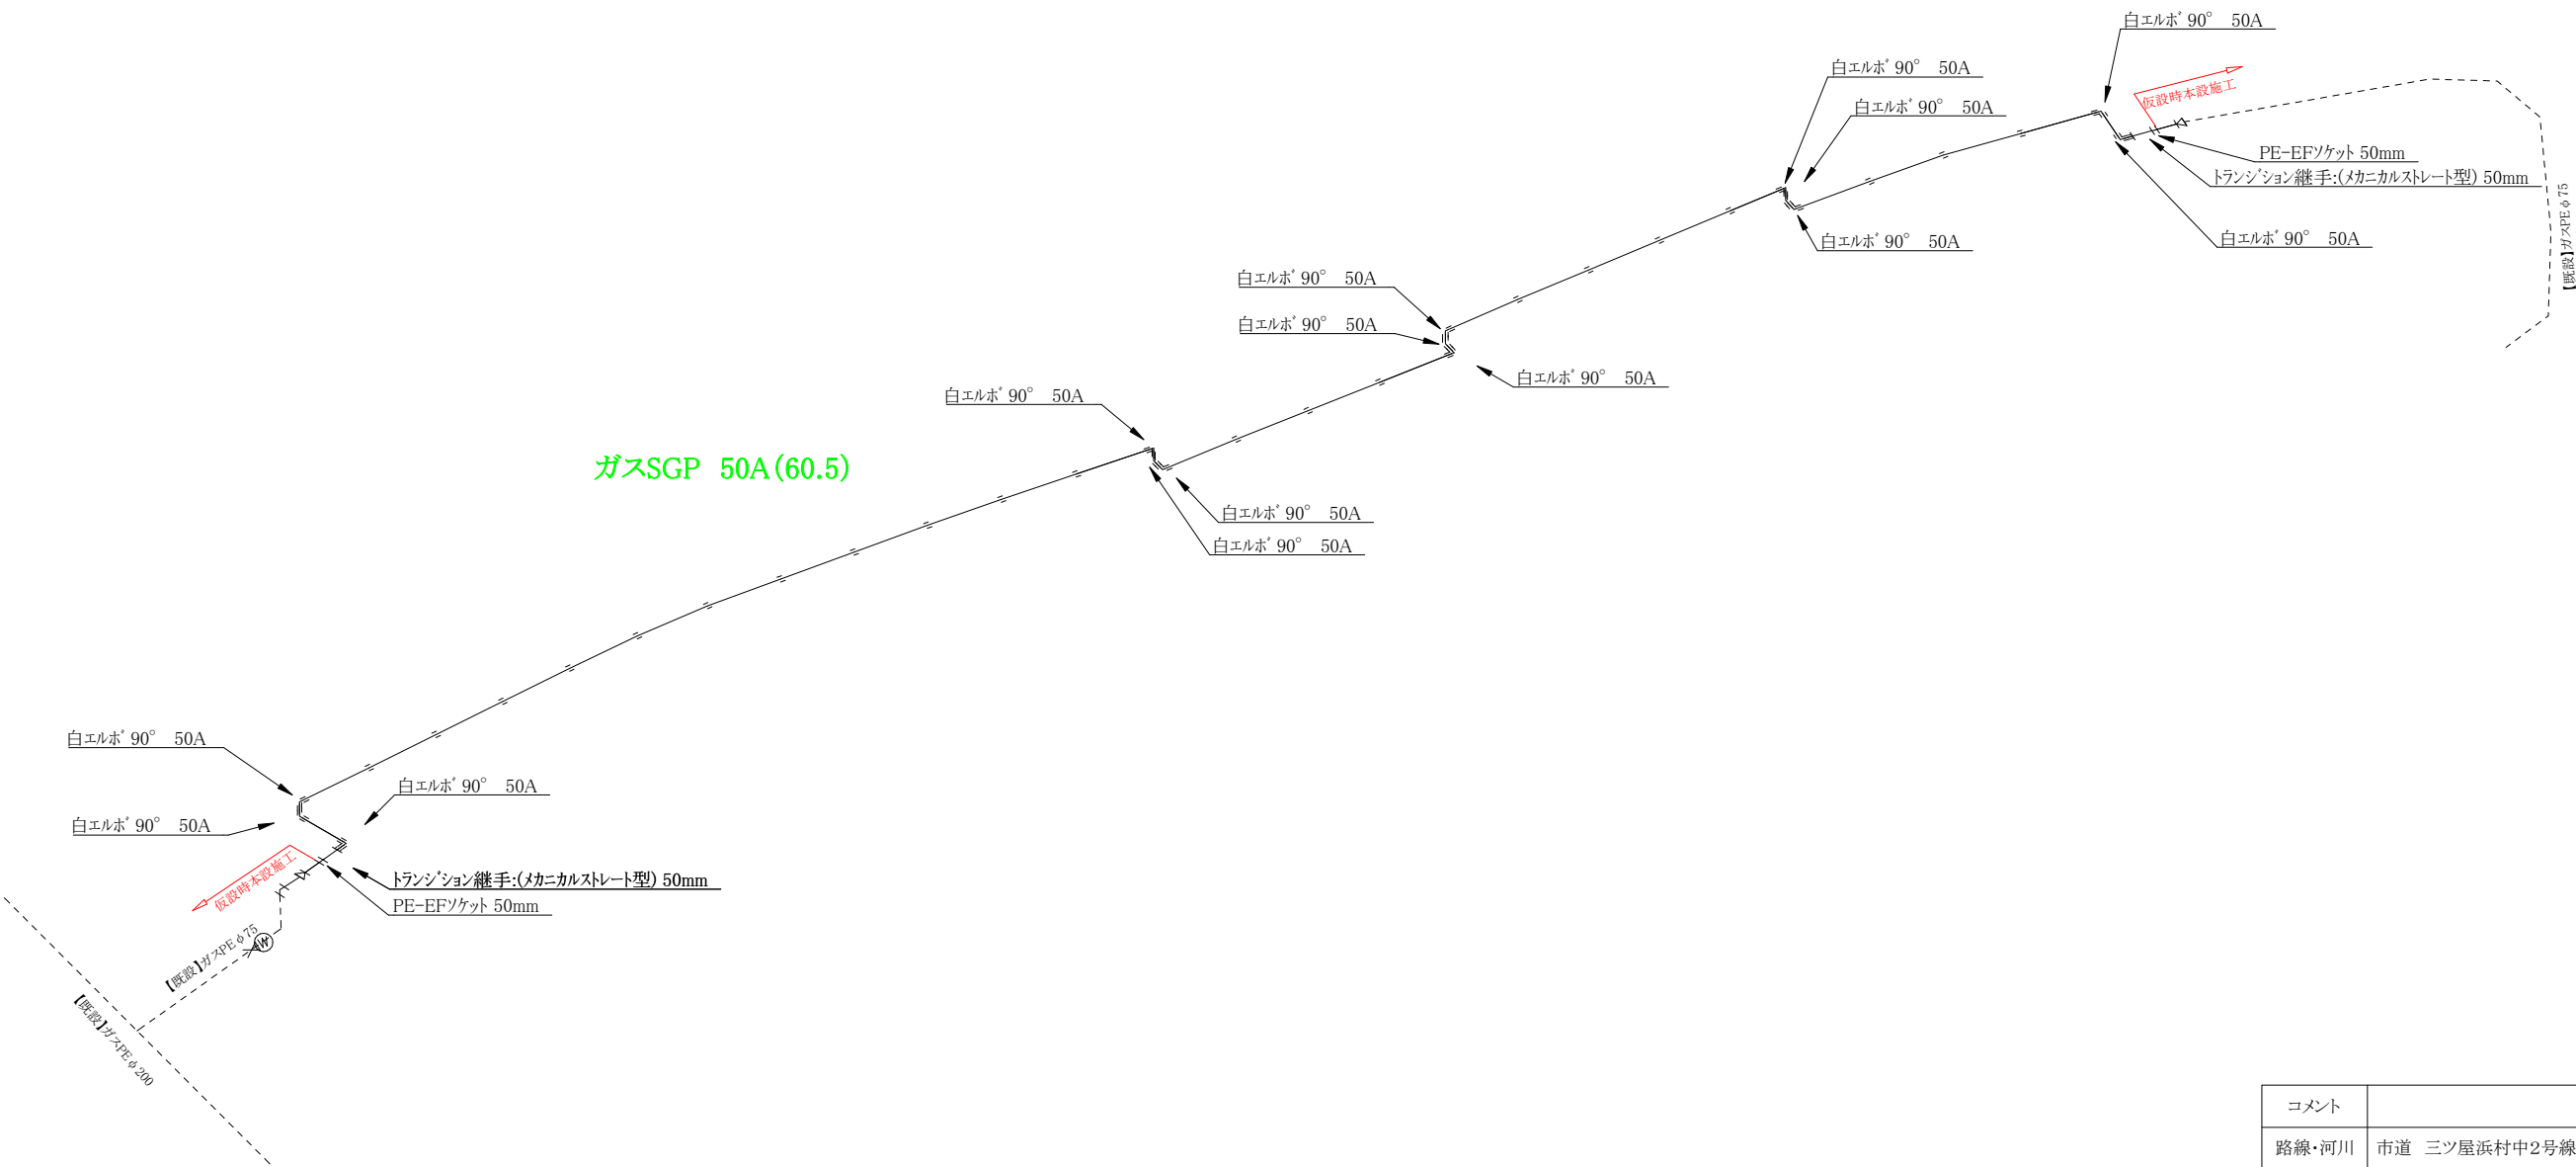 白エルボ 90°　50A
白エルボ 90°　50A
仮設時本設施工
白エルボ 90°　50A
PE-EFソケット 50mm
トランジション継手:(メカニカルストレート型) 50mm
【既設】ガスPEφ75
白エルボ 90°　50A
白エルボ 90°　50A
白エルボ 90°　50A
白エルボ 90°　50A
白エルボ 90°　50A
白エルボ 90°　50A
ガスSGP　50A(60.5)
白エルボ 90°　50A
白エルボ 90°　50A
白エルボ 90°　50A
白エルボ 90°　50A
白エルボ 90°　50A
仮設時本設施工
トランジション継手:(メカニカルストレート型) 50mm
PE-EFソケット 50mm
W
【既設】ガスPEφ75
【既設】ガスPEφ200
コメント
路線・河川　市道　三ツ屋浜村中2号線